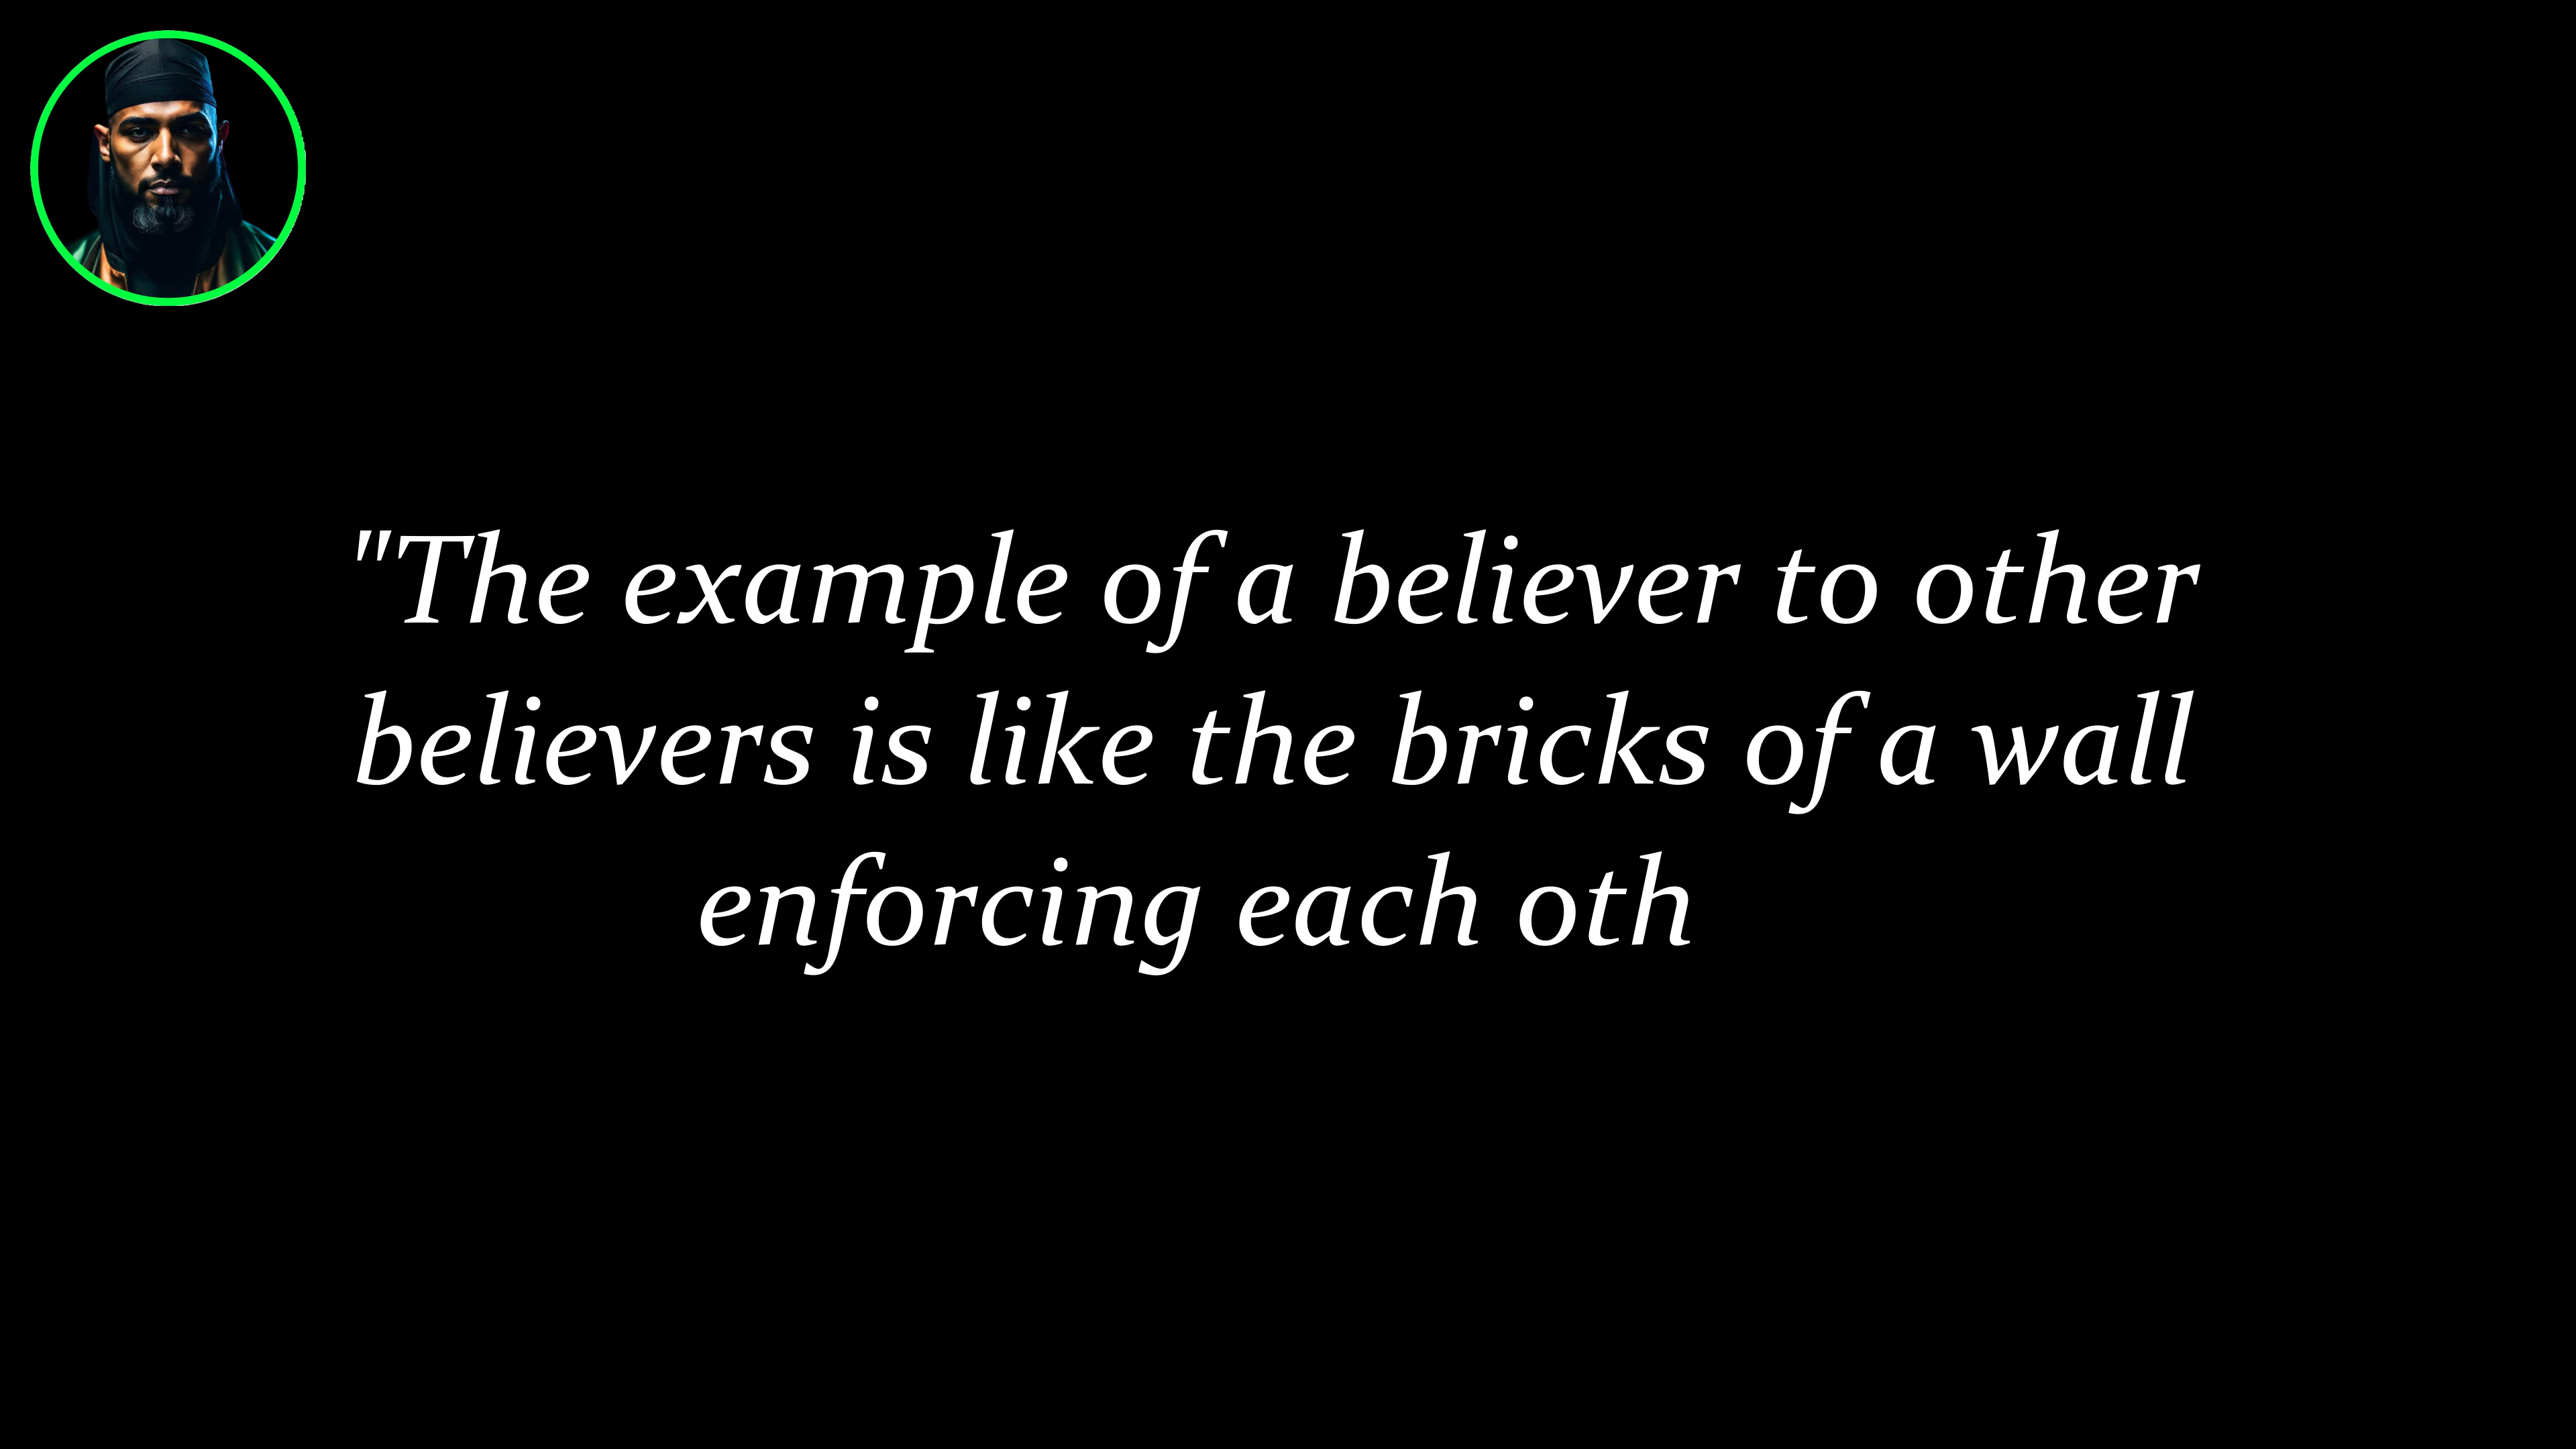 "The example of a believer to other
believers is like the bricks of a wall
enforcing each oth